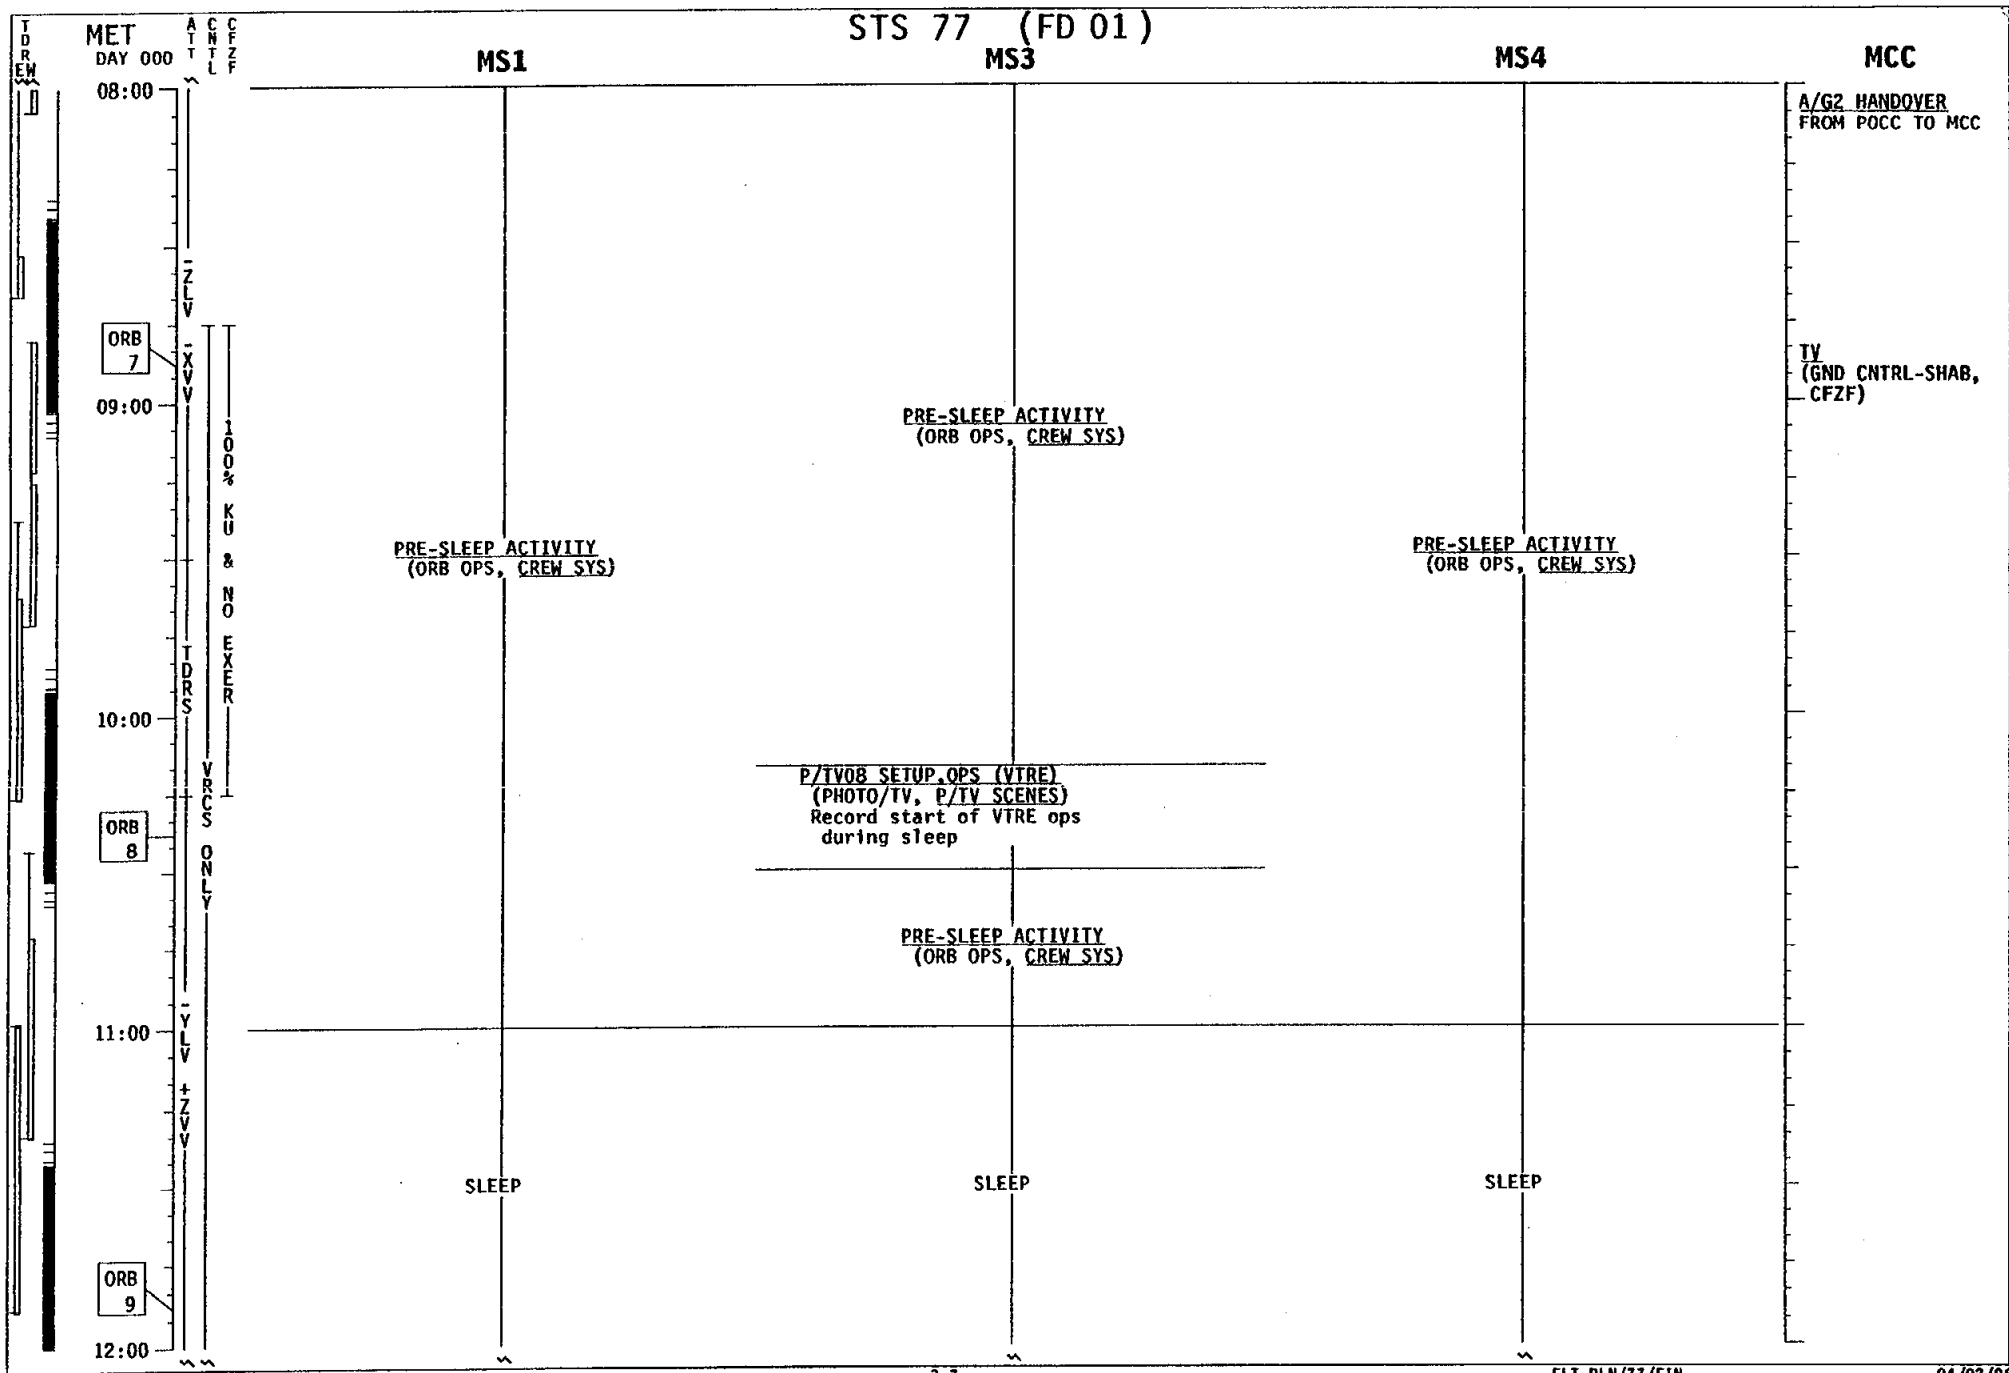 STS 77 (FD 01)
TDRS
E W
MET
DAY 000
ATT
CNTL
CFZF
MS1
MS3
MS4
MCC
08:00
A/G2 HANDOVER
FROM POCC TO MCC
-ZLV -XVV
ORB
7
TV
(GND CNTRL-SHAB,
CFZF)
09:00
PRE-SLEEP ACTIVITY
(ORB OPS, CREW SYS)
100% KU & NO EXER
PRE-SLEEP ACTIVITY
(ORB OPS, CREW SYS)
PRE-SLEEP ACTIVITY
(ORB OPS, CREW SYS)
TDRS
10:00
VRCS ONLY
P/TV08 SETUP,OPS (VTRE)
(PHOTO/TV, P/TV SCENES)
Record start of VTRE ops
during sleep
ORB
8
PRE-SLEEP ACTIVITY
(ORB OPS, CREW SYS)
-YLV +ZVV
11:00
SLEEP
SLEEP
SLEEP
ORB
9
12:00